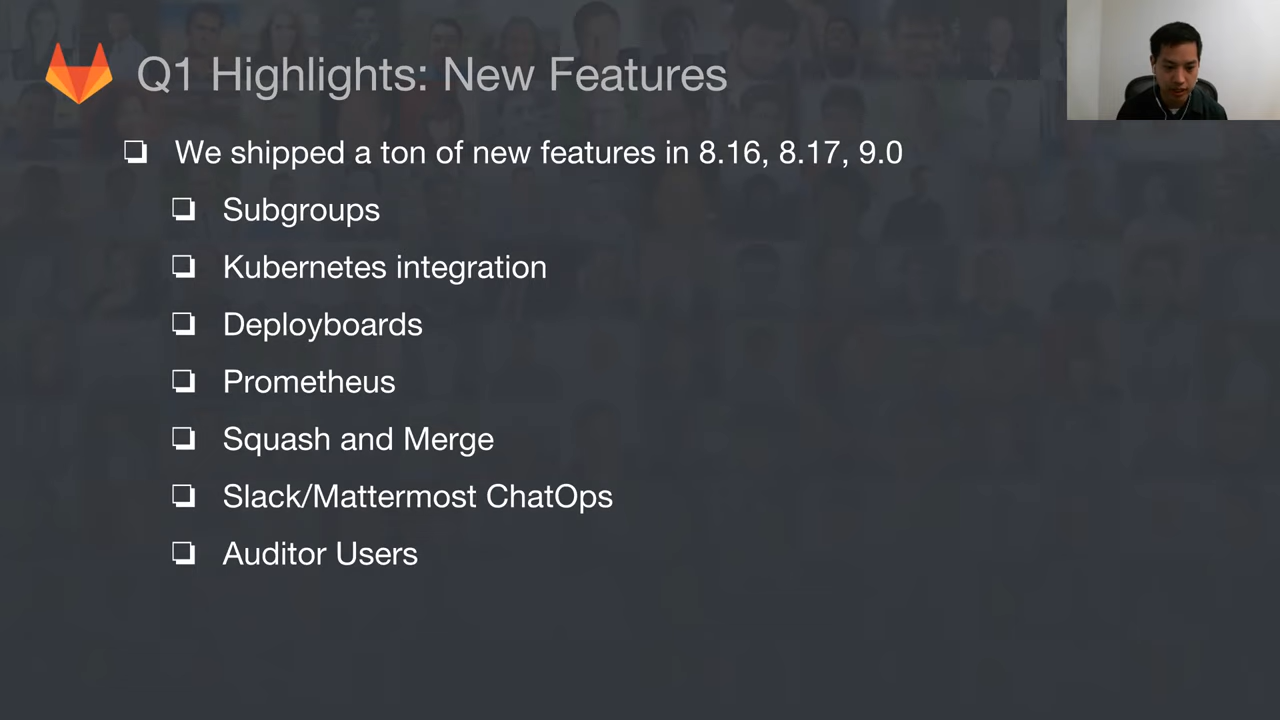 Q1 Highlights: New Features
We shipped a ton of new features in 8.16, 8.17, 9.0
Subgroups
Kubernetes integration
Deployboards
Prometheus
Squash and Merge
Slack/Mattermost ChatOps
Auditor Users